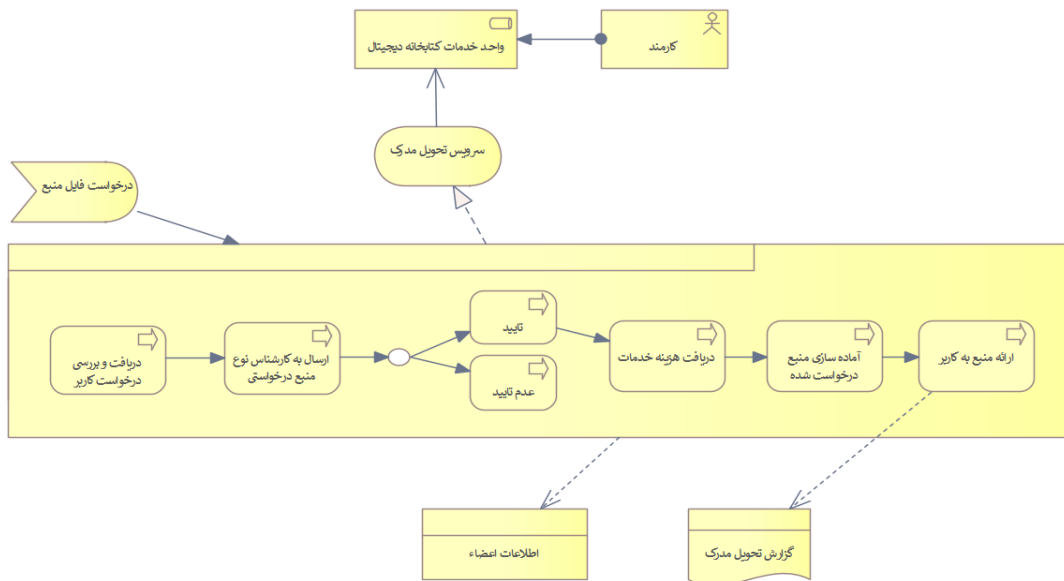 واحد خدمات کتابخانه دیجیتال
کارمند
سرویس تحویل مدرک
درخواست فایل منبع
دریافت و بررسی
درخواست کاربر
ارسال به کارشناس نوع
منبع درخواستی
تایید
عدم تایید
دریافت هزینه خدمات
آماده سازی منبع
درخواست شده
ارائه منبع به کاربر
اطلاعات اعضاء
گزارش تحویل مدرک